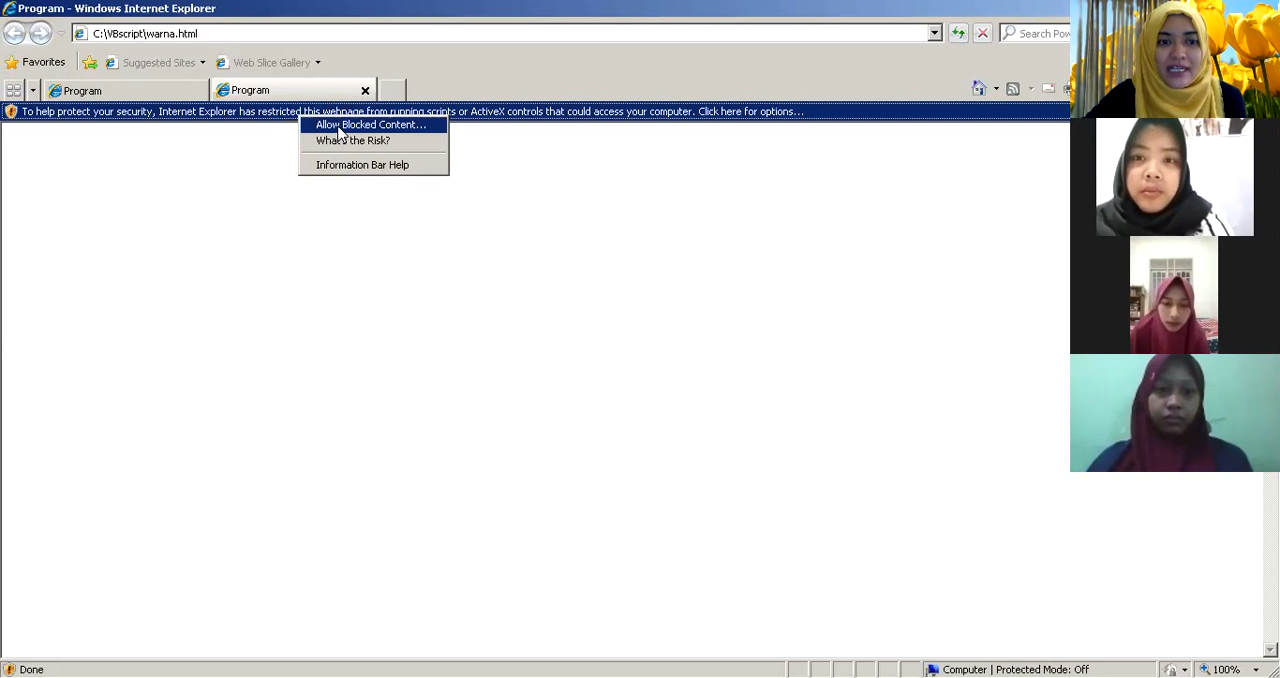 Program - Windows Internet Explorer
C:\VBscript\warna.html
Search Pow
Favorites
Suggested Sites
Web Slice Gallery
Program
Program
To help protect your security, Internet Explorer has restricted this webpage from running scripts or ActiveX controls that could access your computer. Click here for options...
Allow Blocked Content...
What's the Risk?
Information Bar Help
Done
Computer | Protected Mode: Off
100%